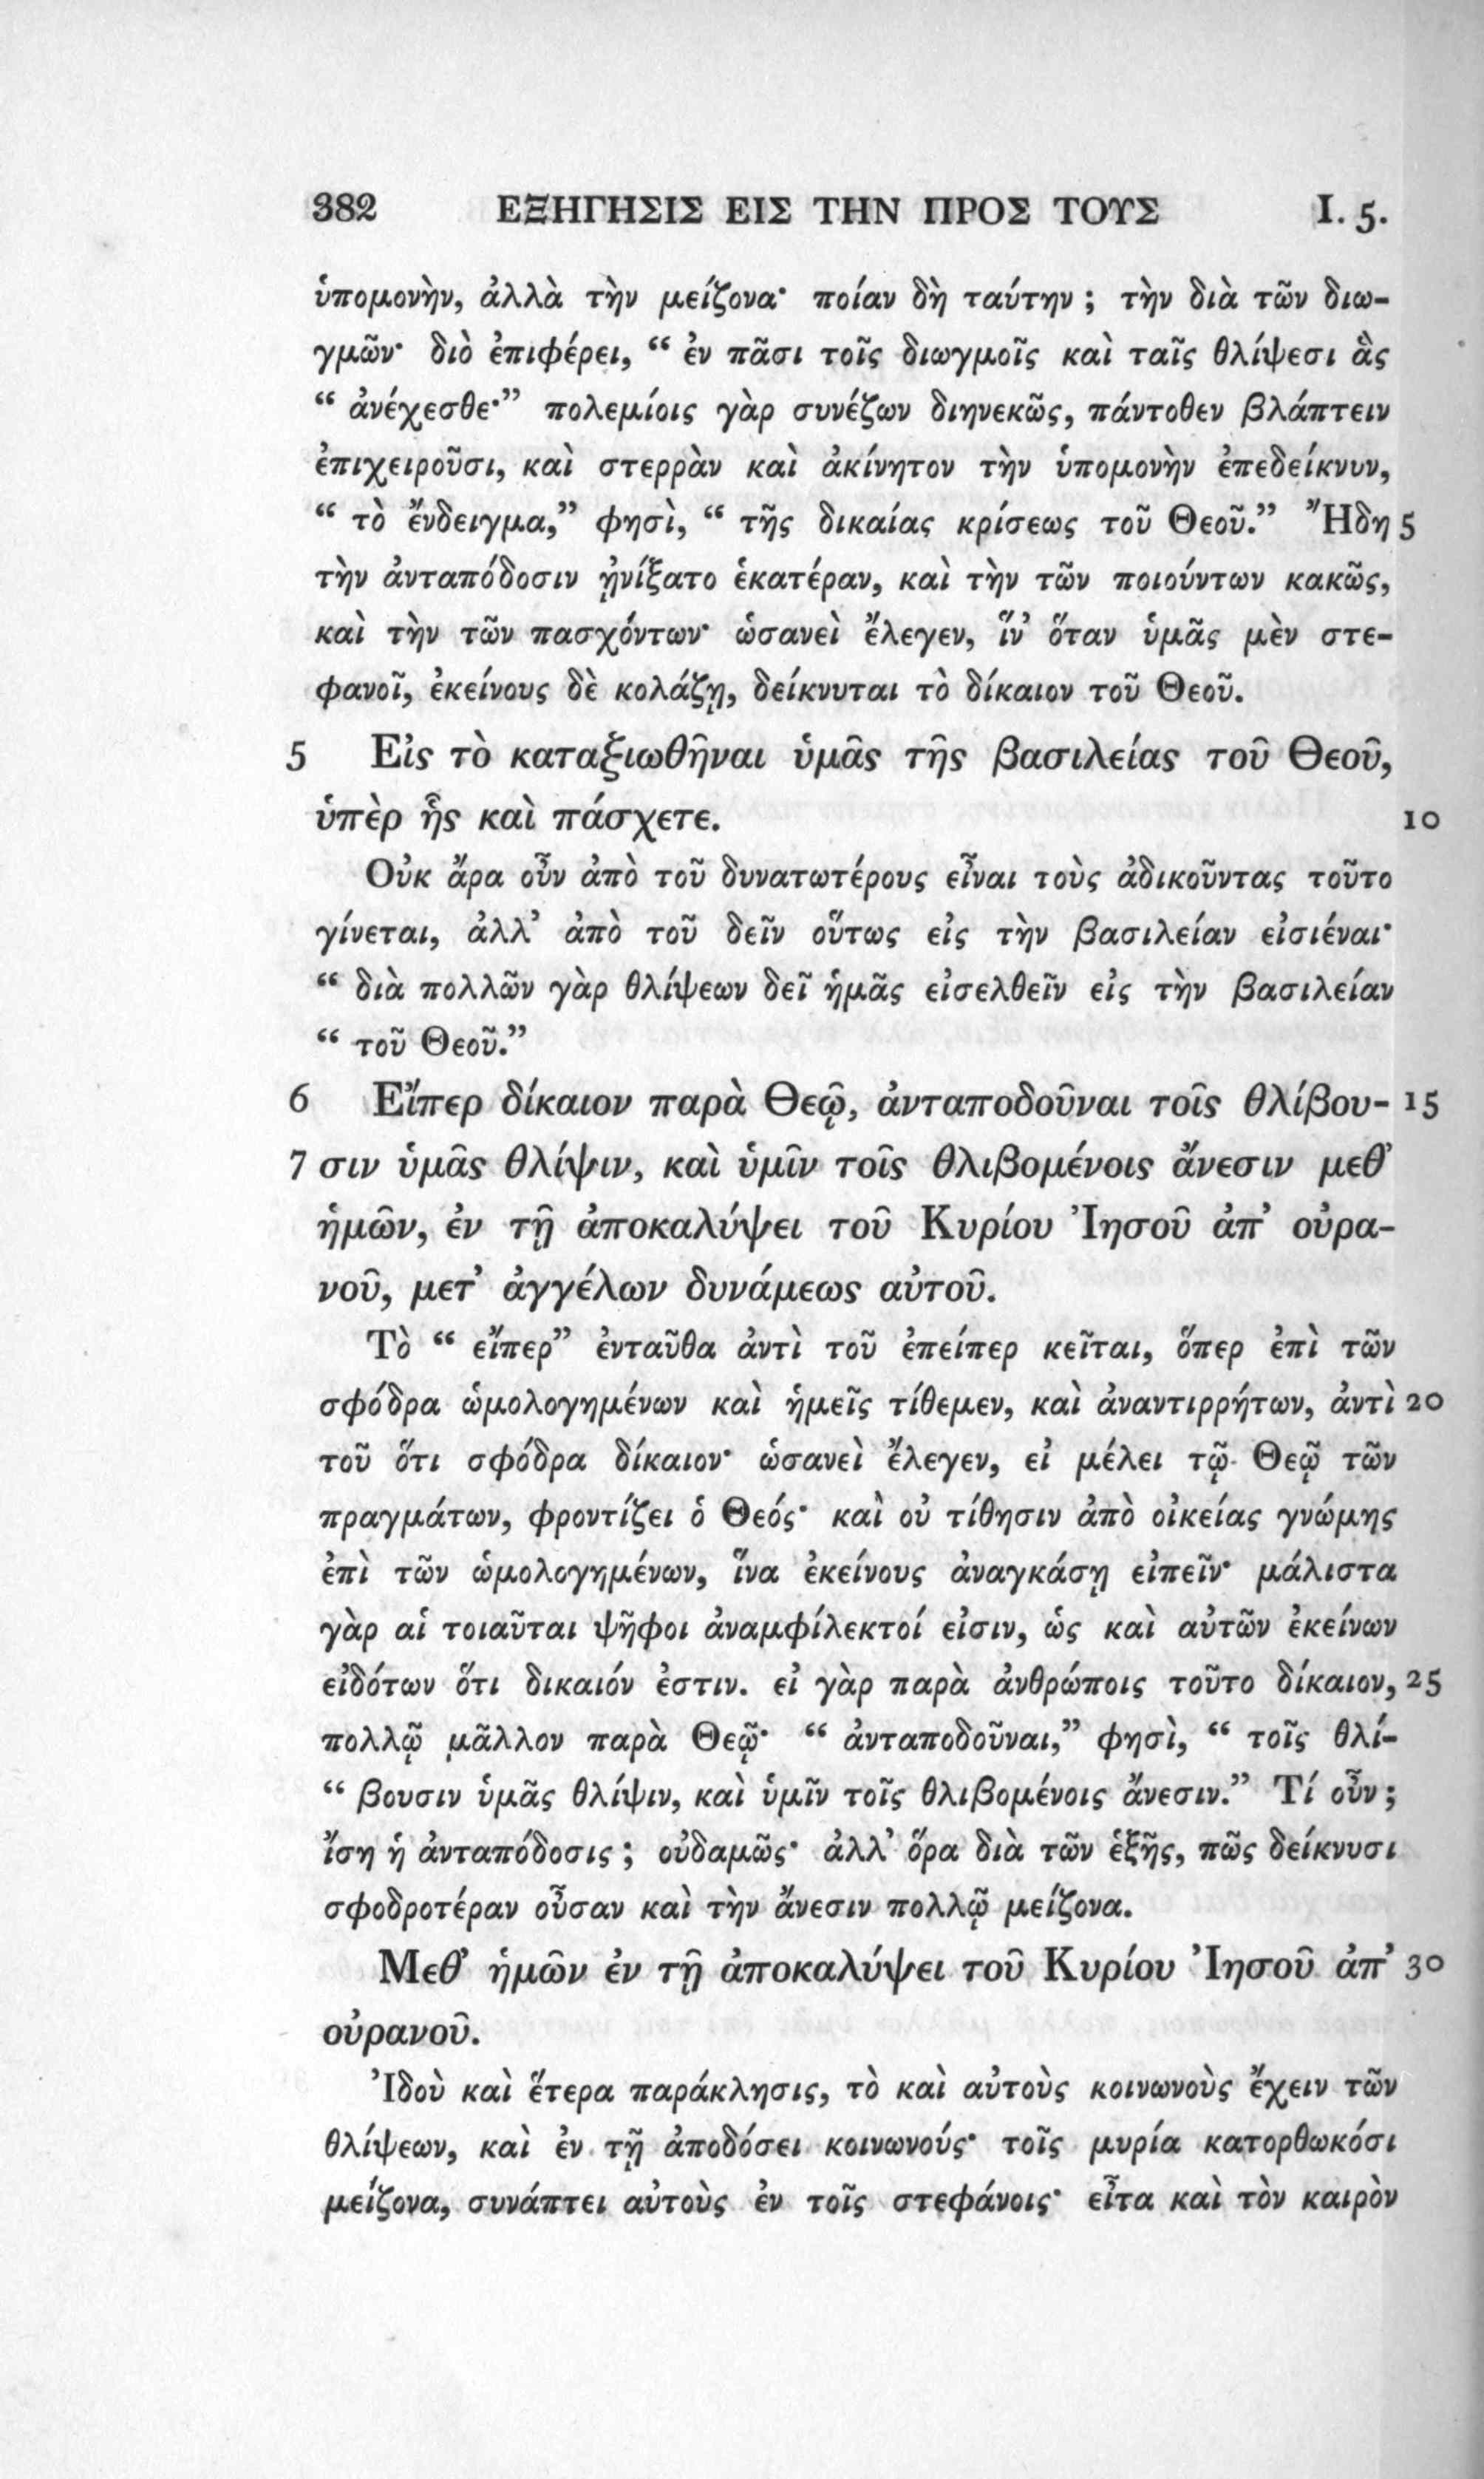 382 ΕΞΗΓΗΣΙΣ ΕΙΣ ΤΗΝ ΠΡΟΣ ΤΟΥΣ I. 5.
ὑπομονὴν, ἀλλὰ τὴν μείζονα· ποίαν δὴ ταύτην ; τὴν διὰ τῶν διω-
γμῶν· διὸ ἐπιφέρει, “ ἐν πᾶσι τοῖς διωγμοῖς καὶ ταῖς θλίψεσι ἃς
“ ἀνέχεσθε·” πολεμίοις γὰρ συνέζων διηνεκῶς, πάντοθεν βλάπτειν
ἐπιχειροῦσι, καὶ στερρὰν καὶ ἀκίνητον τὴν ὑπομονὴν ἐπεδείκνυν,
“ τὸ ἔνδειγμα,” φησὶ, “ τῆς δικαίας κρίσεως τοῦ Θεοῦ.” Ἤδη 5
τὴν ἀνταπόδοσιν ᾐνίξατο ἑκατέραν, καὶ τὴν τῶν ποιούντων κακῶς,
καὶ τὴν τῶν πασχόντων· ὡσανεὶ ἔλεγεν, ἵν’ ὅταν ὑμᾶς μὲν στε-
φανοῖ, ἐκείνους δὲ κολάζῃ, δείκνυται τὸ δίκαιον τοῦ Θεοῦ.
5 Εἰς τὸ καταξιωθῆναι ὑμᾶς τῆς βασιλείας τοῦ Θεοῦ,
ὑπὲρ ἧς καὶ πάσχετε. 10
Οὐκ ἄρα οὖν ἀπὸ τοῦ δυνατωτέρους εἶναι τοὺς ἀδικοῦντας τοῦτο
γίνεται, ἀλλ’ ἀπὸ τοῦ δεῖν οὕτως εἰς τὴν βασιλείαν εἰσιέναι·
“ διὰ πολλῶν γὰρ θλίψεων δεῖ ἡμᾶς εἰσελθεῖν εἰς τὴν βασιλείαν
“ τοῦ Θεοῦ.”
6 Εἴπερ δίκαιον παρὰ Θεῷ, ἀνταποδοῦναι τοῖς θλίβου- 15
7 σιν ὑμᾶς θλίψιν, καὶ ὑμῖν τοῖς θλιβομένοις ἄνεσιν μεθ’
ἡμῶν, ἐν τῇ ἀποκαλύψει τοῦ Κυρίου Ἰησοῦ ἀπ’ οὐρα-
νοῦ, μετ’ ἀγγέλων δυνάμεως αὐτοῦ.
Τὸ “ εἴπερ” ἐνταῦθα ἀντὶ τοῦ ἐπείπερ κεῖται, ὅπερ ἐπὶ τῶν
σφόδρα ὡμολογημένων καὶ ἡμεῖς τίθεμεν, καὶ ἀναντιρρήτων, ἀντὶ 20
τοῦ ὅτι σφόδρα δίκαιον· ὡσανεὶ ἔλεγεν, εἰ μέλει τῷ Θεῷ τῶν
πραγμάτων, φροντίζει ὁ Θεός· καὶ οὐ τίθησιν ἀπὸ οἰκείας γνώμης
ἐπὶ τῶν ὡμολογημένων, ἵνα ἐκείνους ἀναγκάσῃ εἰπεῖν· μάλιστα
γὰρ αἱ τοιαῦται ψῆφοι ἀναμφίλεκτοί εἰσιν, ὡς καὶ αὐτῶν ἐκείνων
εἰδότων ὅτι δικαιόν ἐστιν. εἰ γὰρ παρὰ ἀνθρώποις τοῦτο δίκαιον, 25
πολλῷ μᾶλλον παρὰ Θεῷ· “ ἀνταποδοῦναι,” φησὶ, “ τοῖς θλί-
“ βουσιν ὑμᾶς θλίψιν, καὶ ὑμῖν τοῖς θλιβομένοις ἄνεσιν.” Τί οὖν ;
ἴση ἡ ἀνταπόδοσις ; οὐδαμῶς· ἀλλ’ ὅρα διὰ τῶν ἑξῆς, πῶς δείκνυσι
σφοδροτέραν οὖσαν καὶ τὴν ἄνεσιν πολλῷ μείζονα.
Μεθ’ ἡμῶν ἐν τῇ ἀποκαλύψει τοῦ Κυρίου Ἰησοῦ ἀπ’ 30
οὐρανοῦ.
Ἰδοὺ καὶ ἕτερα παράκλησις, τὸ καὶ αὐτοὺς κοινωνοὺς ἔχειν τῶν
θλίψεων, καὶ ἐν τῇ ἀποδόσει κοινωνούς· τοῖς μυρία κατορθωκόσι
μείζονα, συνάπτει αὐτοὺς ἐν τοῖς στεφάνοις· εἶτα καὶ τὸν καιρὸν